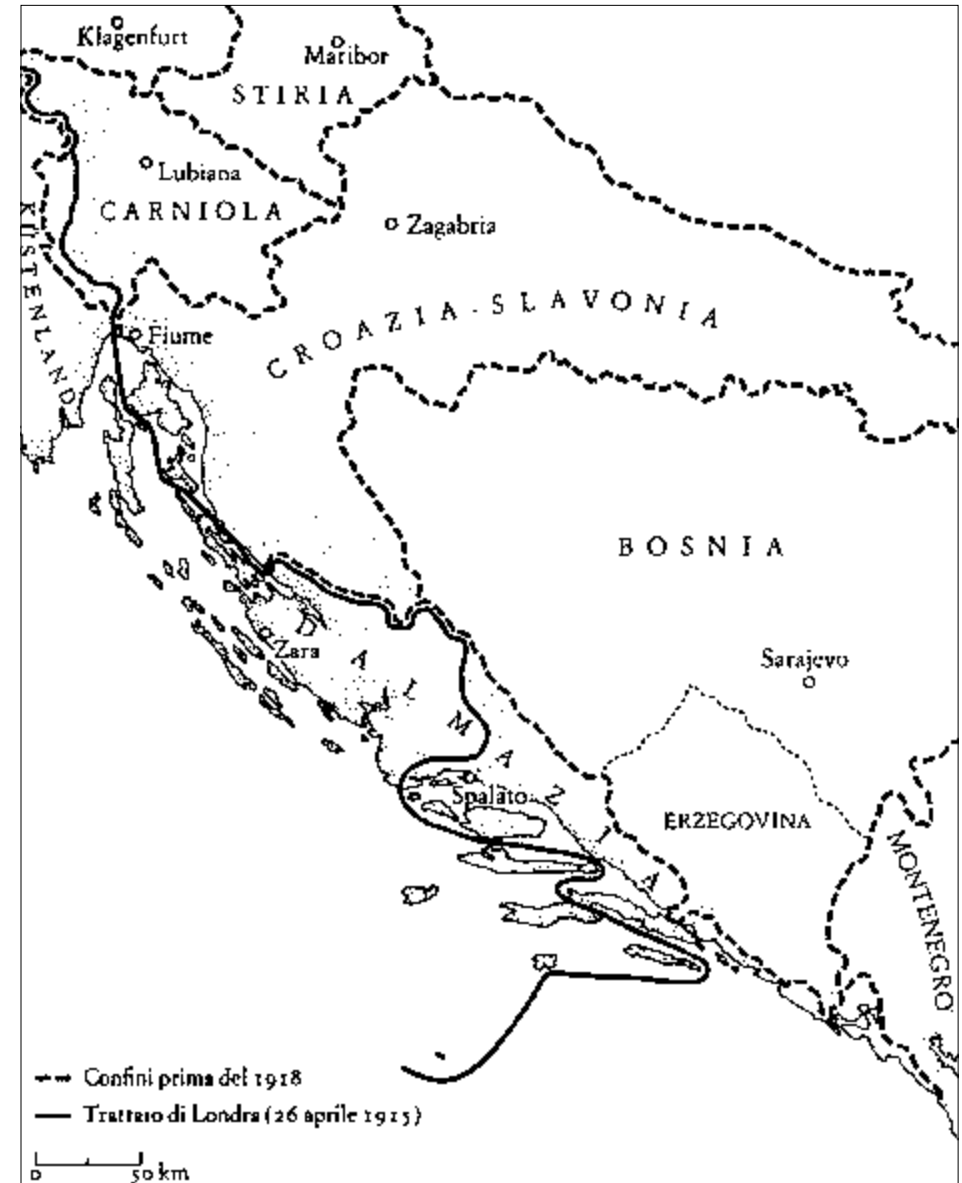 Klagenfurt
Maribor
STIRIA
Lubiana
CARNIOLA
Zagabria
KÜSTENLAND
Fiume
CROAZIA-SLAVONIA
BOSNIA
DALMAZIA
Zara
Sarajevo
Spalato
ERZEGOVINA
MONTENEGRO
Confini prima del 1918
Trattato di Londra (26 aprile 1915)
0 50 km